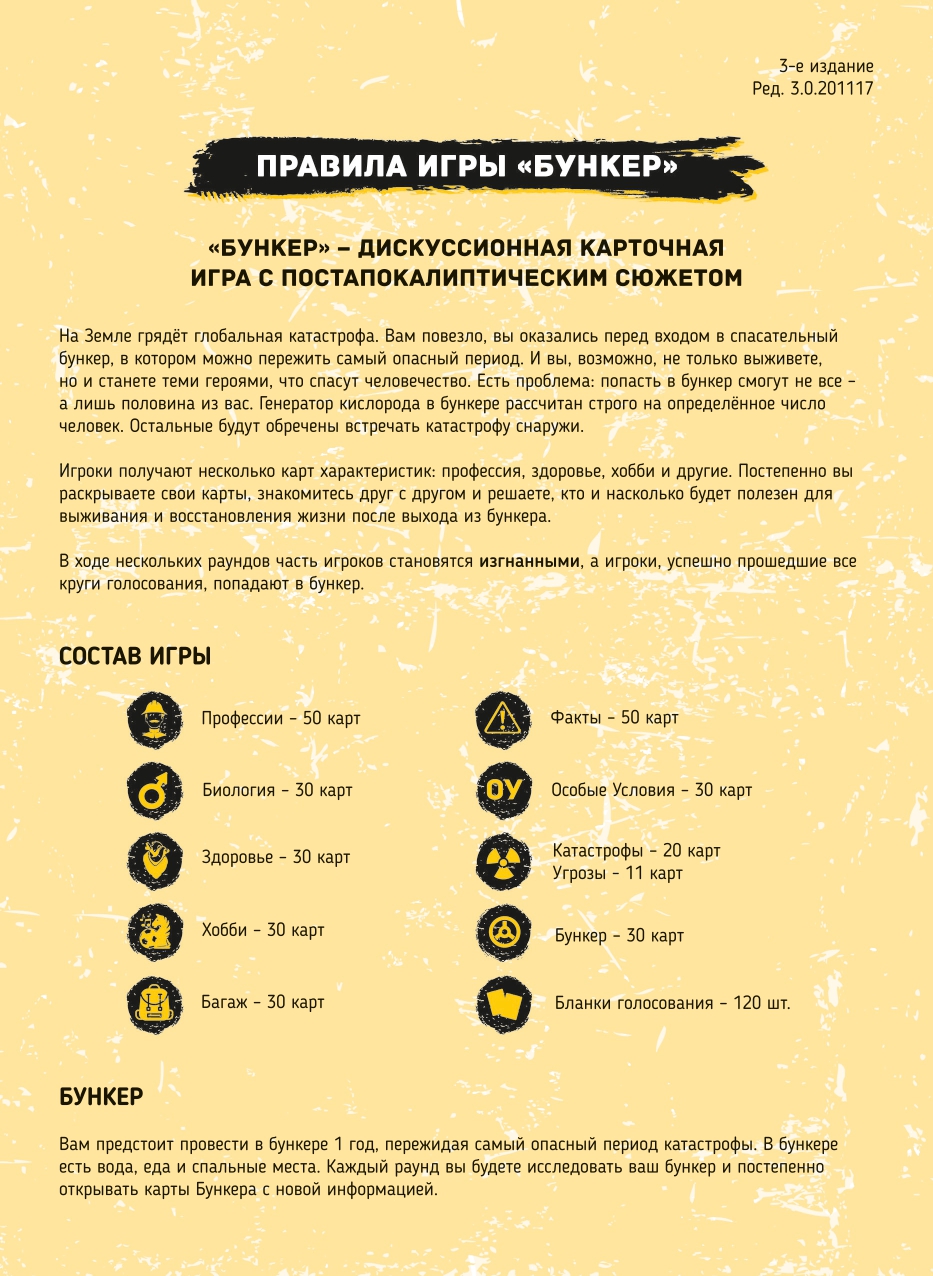 3-е издание
Ред. 3.0.201117
ПРАВИЛА ИГРЫ «БУНКЕР»
«БУНКЕР» – ДИСКУССИОННАЯ КАРТОЧНАЯ
ИГРА С ПОСТАПОКАЛИПТИЧЕСКИМ СЮЖЕТОМ
На Земле грядёт глобальная катастрофа. Вам повезло, вы оказались перед входом в спасательный
бункер, в котором можно пережить самый опасный период. И вы, возможно, не только выживете,
но и станете теми героями, что спасут человечество. Есть проблема: попасть в бункер смогут не все –
а лишь половина из вас. Генератор кислорода в бункере рассчитан строго на определённое число
человек. Остальные будут обречены встречать катастрофу снаружи.
Игроки получают несколько карт характеристик: профессия, здоровье, хобби и другие. Постепенно вы
раскрываете свои карты, знакомитесь друг с другом и решаете, кто и насколько будет полезен для
выживания и восстановления жизни после выхода из бункера.
В ходе нескольких раундов часть игроков становятся изгнанными, а игроки, успешно прошедшие все
круги голосования, попадают в бункер.
СОСТАВ ИГРЫ
Профессии – 50 карт
Биология – 30 карт
Здоровье – 30 карт
Хобби – 30 карт
Багаж – 30 карт
Факты – 50 карт
ОУ
Особые Условия – 30 карт
Катастрофы – 20 карт
Угрозы – 11 карт
Бункер – 30 карт
Бланки голосования – 120 шт.
БУНКЕР
Вам предстоит провести в бункере 1 год, пережидая самый опасный период катастрофы. В бункере
есть вода, еда и спальные места. Каждый раунд вы будете исследовать ваш бункер и постепенно
открывать карты Бункера с новой информацией.